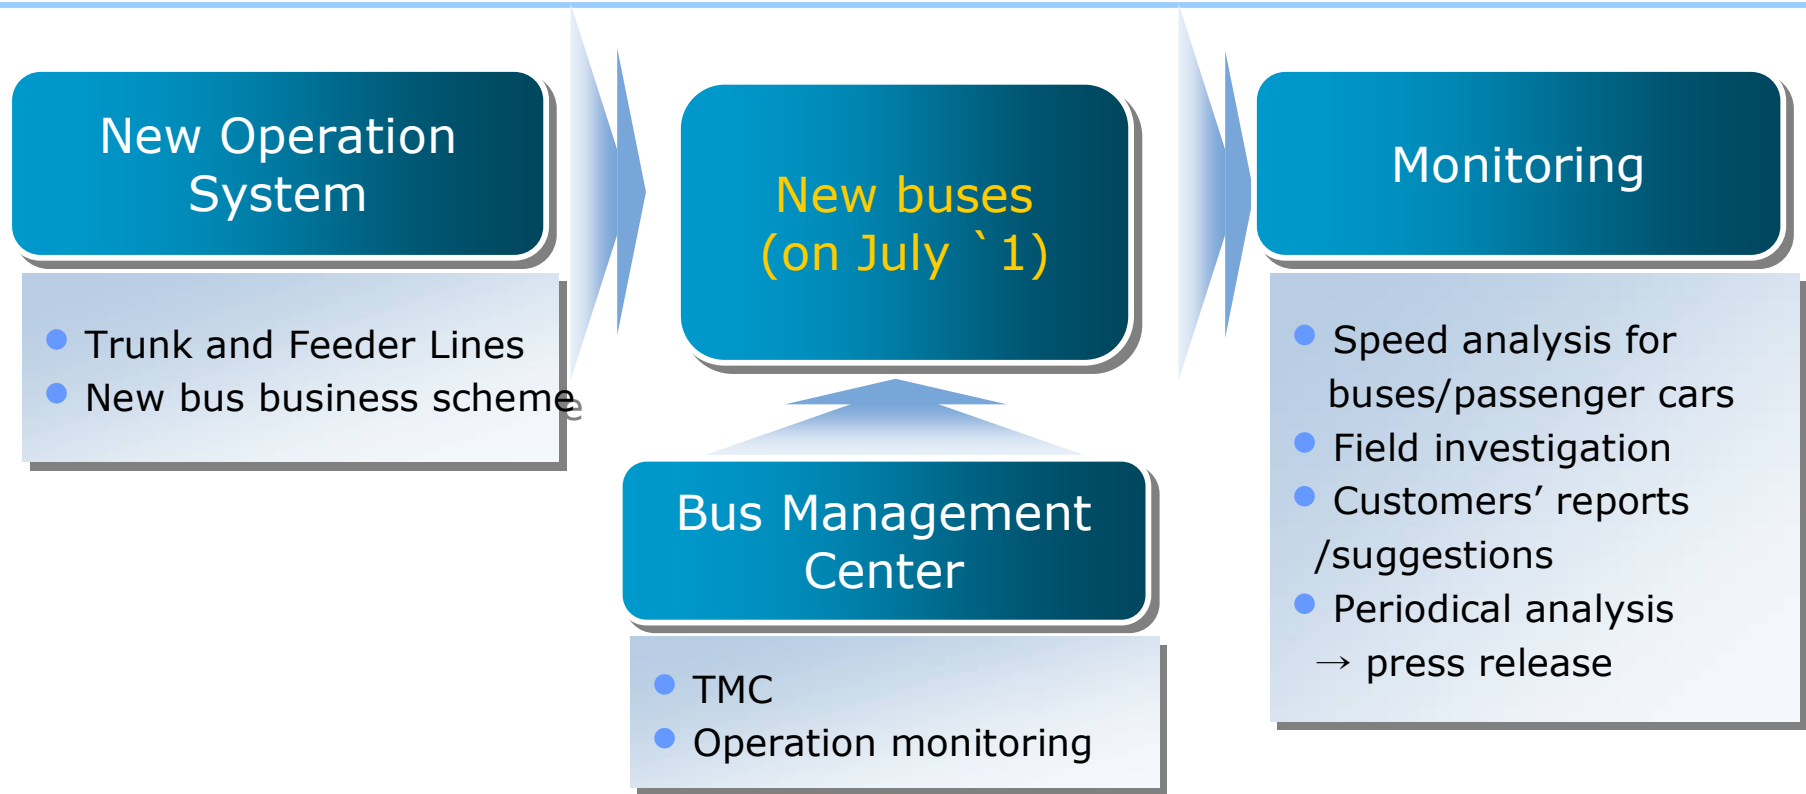 New Operation
System
● Trunk and Feeder Lines
● New bus business scheme
New buses
(on July `1)
Bus Management
Center
● TMC
● Operation monitoring
Monitoring
● Speed analysis for
buses/passenger cars
● Field investigation
● Customers’ reports
/suggestions
● Periodical analysis
→ press release